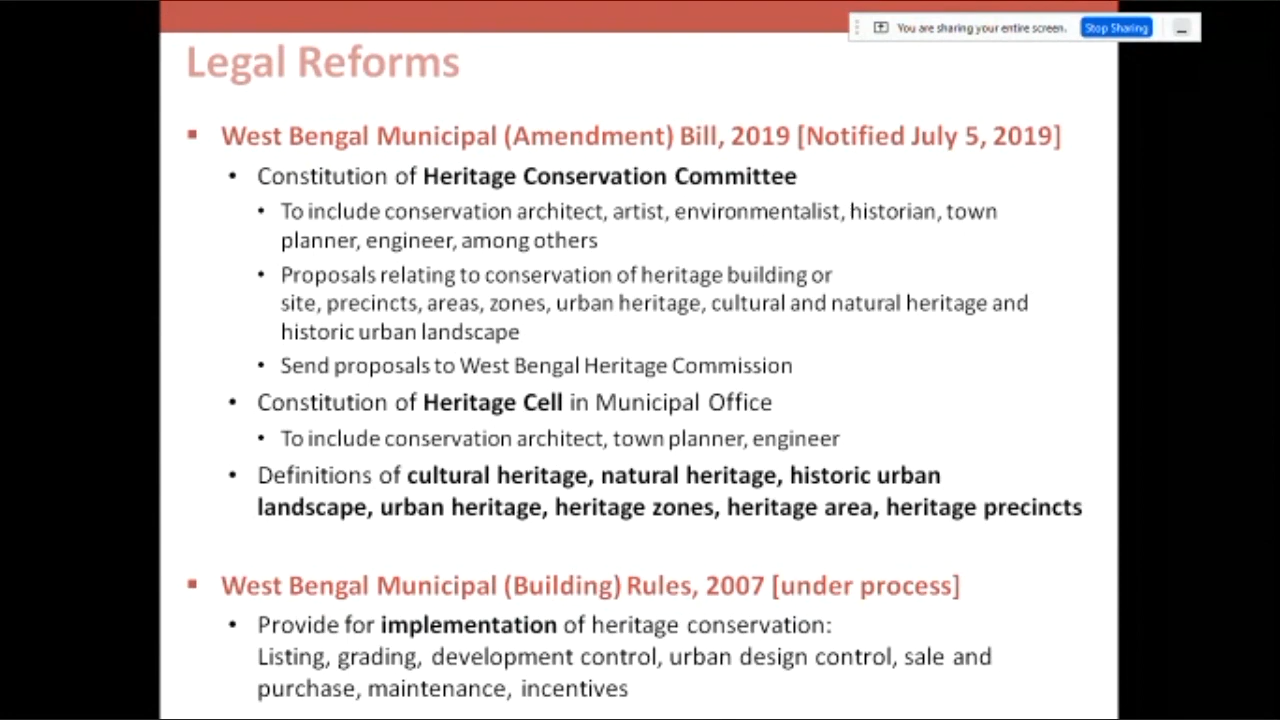 You are sharing your entire screen. Stop Sharing
Legal Reforms
▪ West Bengal Municipal (Amendment) Bill, 2019 [Notified July 5, 2019]
• Constitution of Heritage Conservation Committee
• To include conservation architect, artist, environmentalist, historian, town
planner, engineer, among others
• Proposals relating to conservation of heritage building or
site, precincts, areas, zones, urban heritage, cultural and natural heritage and
historic urban landscape
• Send proposals to West Bengal Heritage Commission
• Constitution of Heritage Cell in Municipal Office
• To include conservation architect, town planner, engineer
• Definitions of cultural heritage, natural heritage, historic urban
landscape, urban heritage, heritage zones, heritage area, heritage precincts
▪ West Bengal Municipal (Building) Rules, 2007 [under process]
• Provide for implementation of heritage conservation:
Listing, grading, development control, urban design control, sale and
purchase, maintenance, incentives